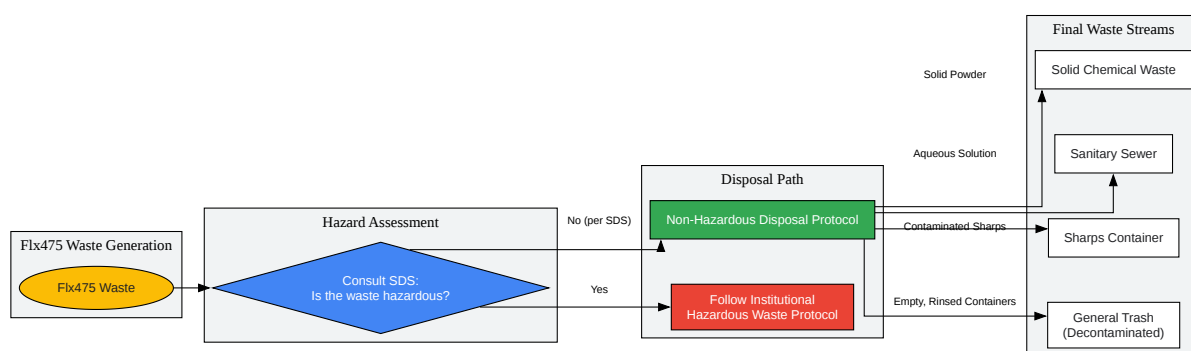 Flx475 Waste Generation
Flx475 Waste
Hazard Assessment
Consult SDS:
Is the waste hazardous?
No (per SDS)
Yes
Disposal Path
Non-Hazardous Disposal Protocol
Follow Institutional
Hazardous Waste Protocol
Solid Powder
Aqueous Solution
Contaminated Sharps
Empty, Rinsed Containers
Final Waste Streams
Solid Chemical Waste
Sanitary Sewer
Sharps Container
General Trash
(Decontaminated)